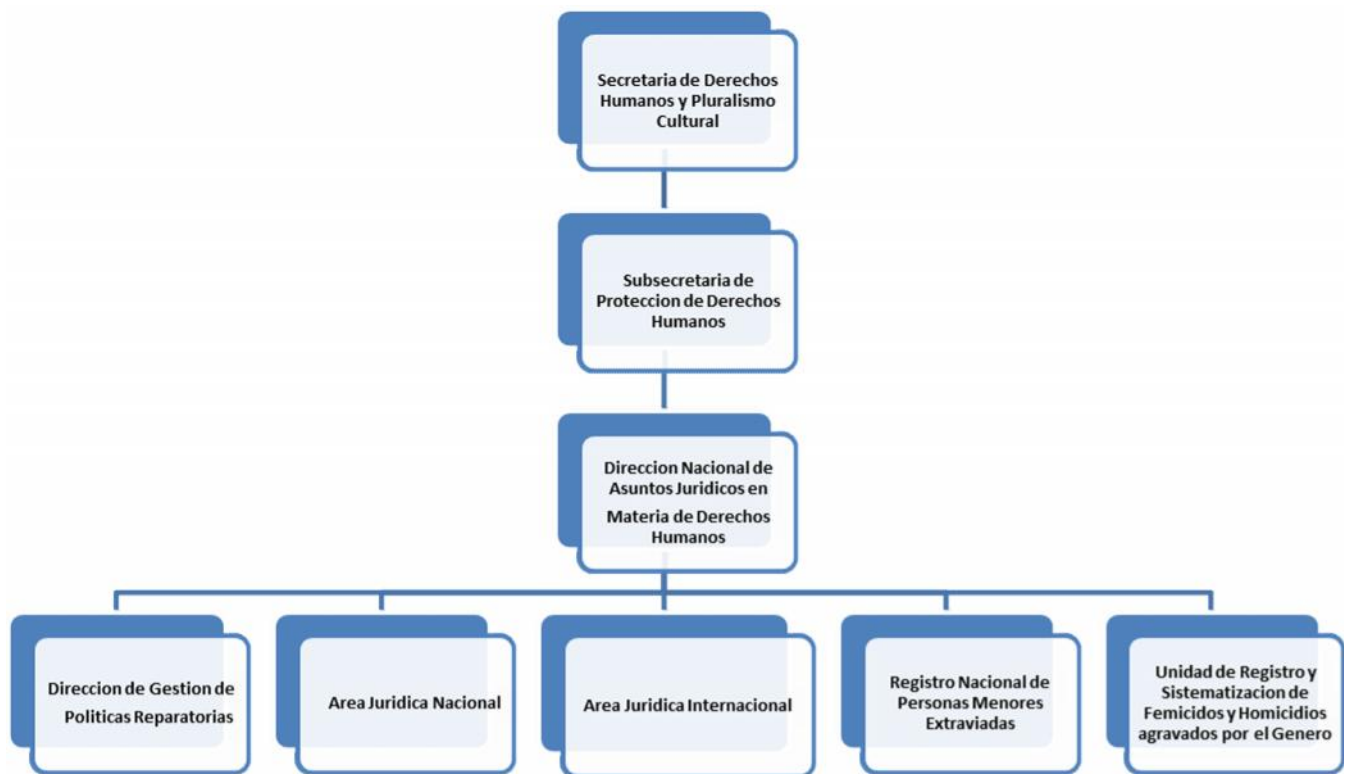 Secretaria de Derechos
Humanos y Pluralismo
Cultural
Subsecretaria de
Proteccion de Derechos
Humanos
Direccion Nacional de
Asuntos Juridicos en
Materia de Derechos
Humanos
Direccion de Gestion de
Politicas Reparatorias
Area Juridica Nacional
Area Juridica Internacional
Registro Nacional de
Personas Menores
Extraviadas
Unidad de Registro y
Sistematizacion de
Femicidos y Homicidios
agravados por el Genero